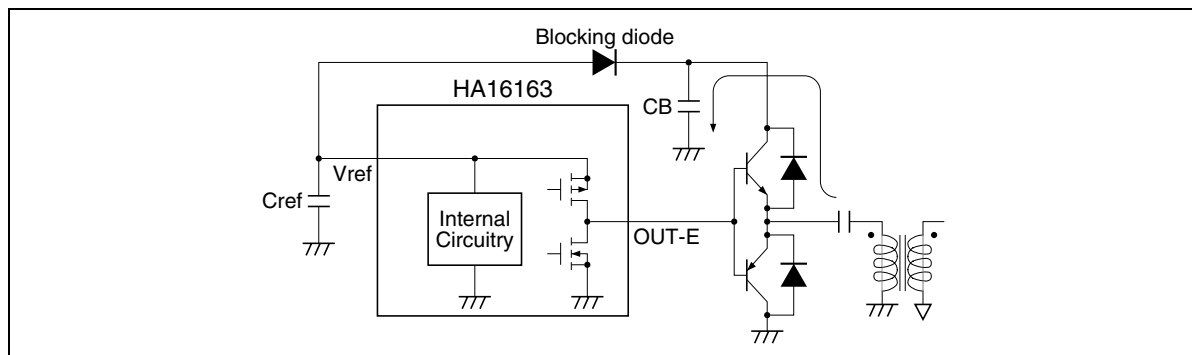 Blocking diode
HA16163
CB
Vref
Cref
Internal
Circuitry
OUT-E